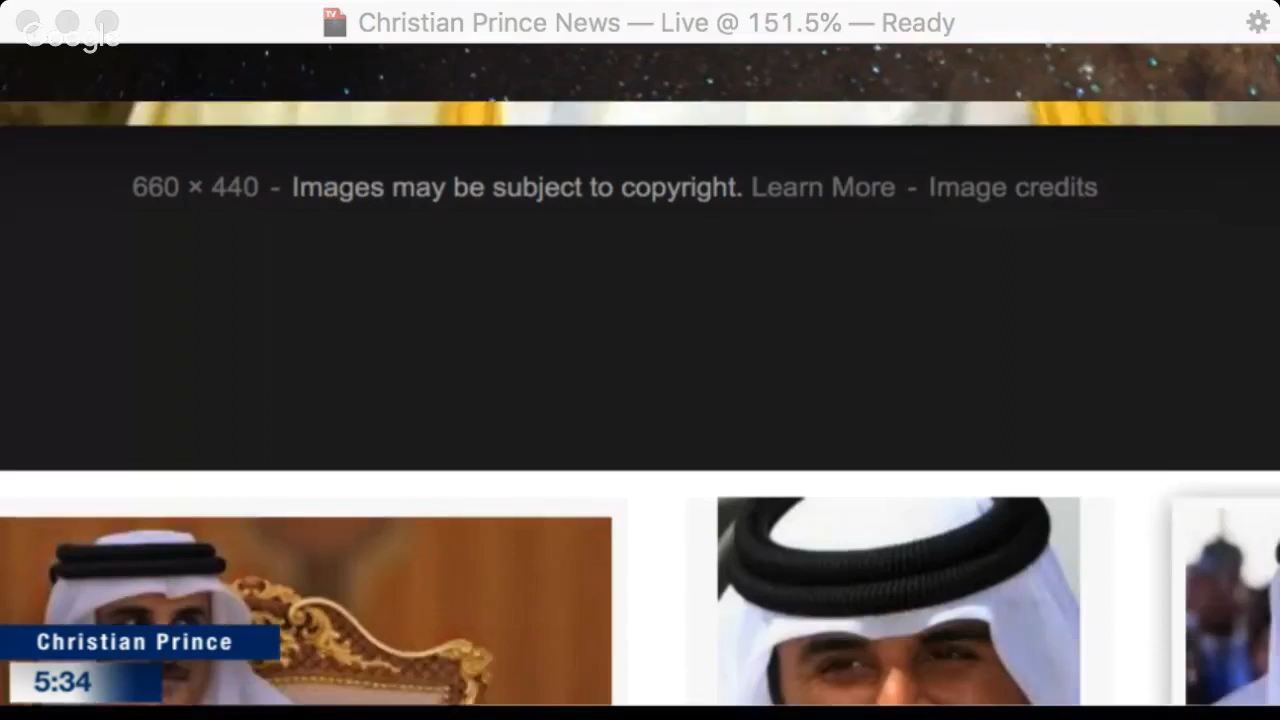 Christian Prince News — Live @ 151.5% — Ready
Google
660 × 440 - Images may be subject to copyright. Learn More - Image credits
Christian Prince
5:34